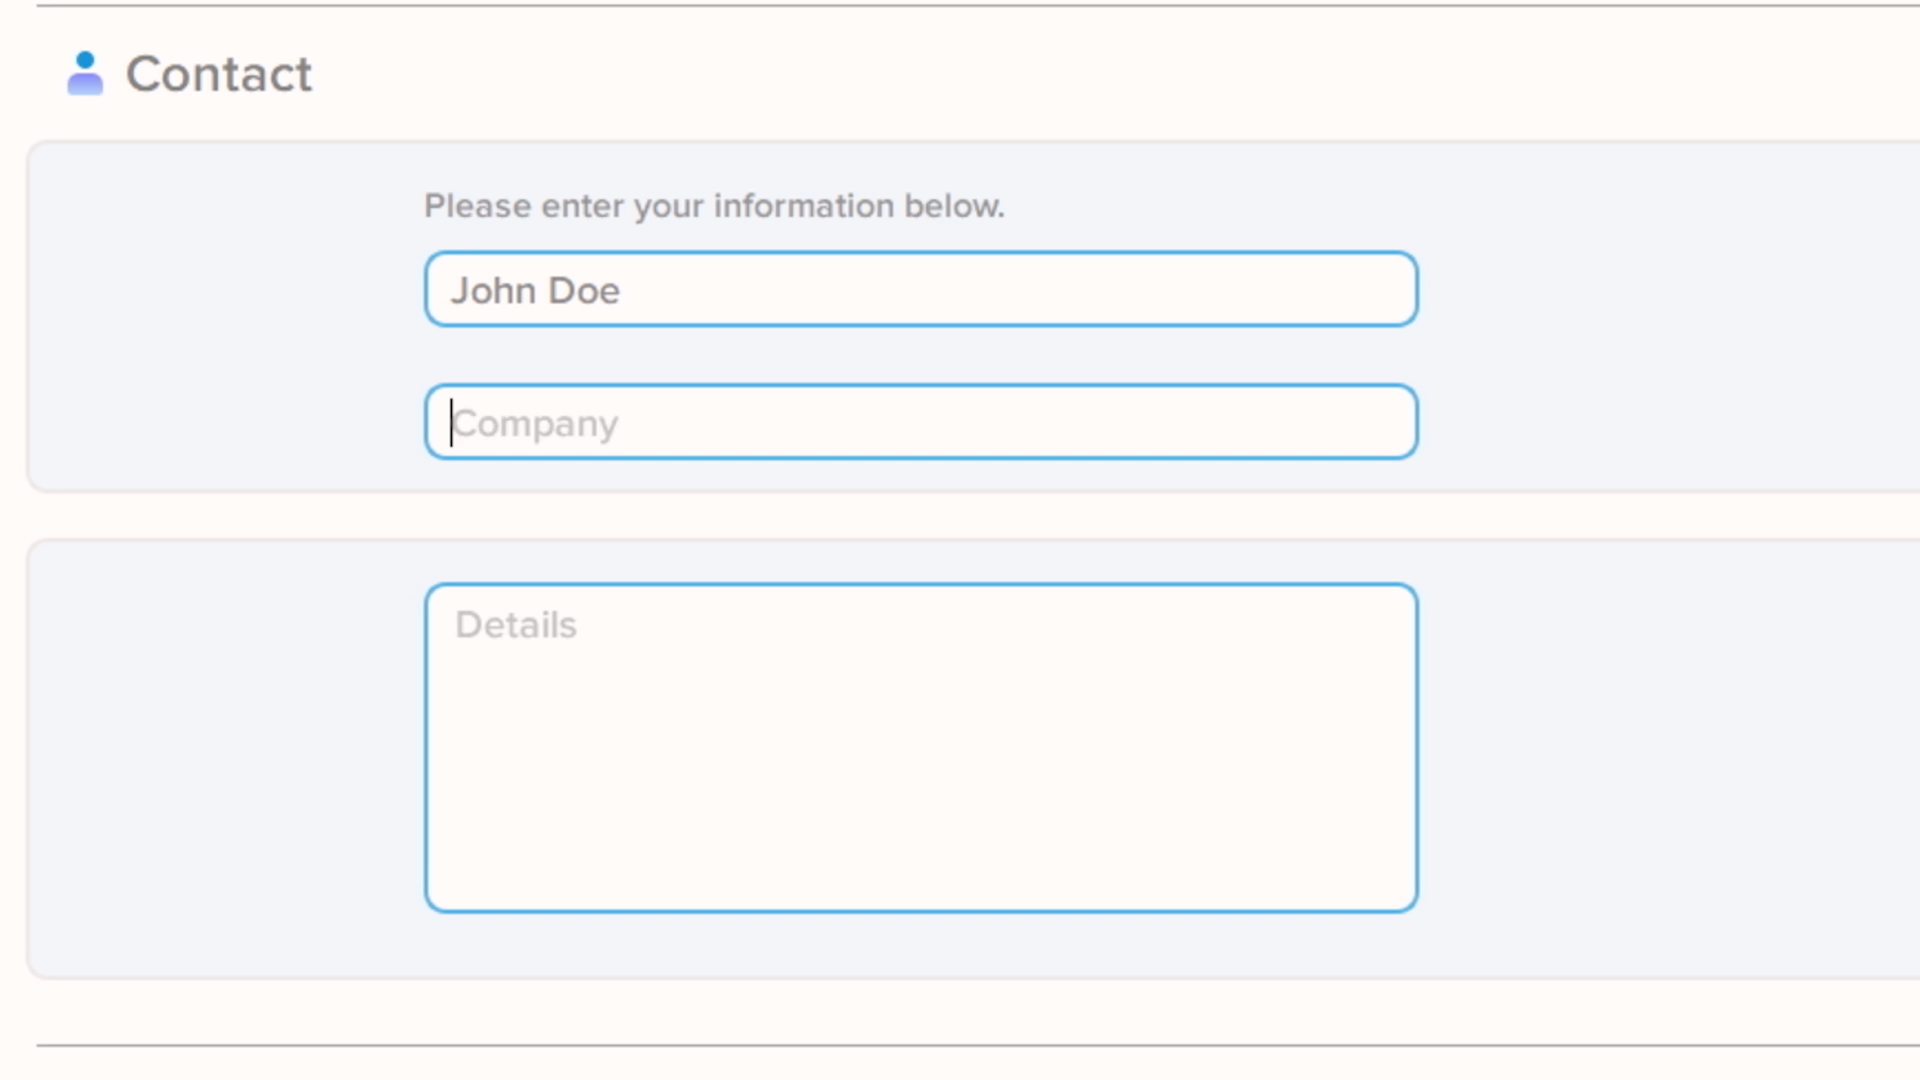 Contact
Please enter your information below.
John Doe
Company
Details